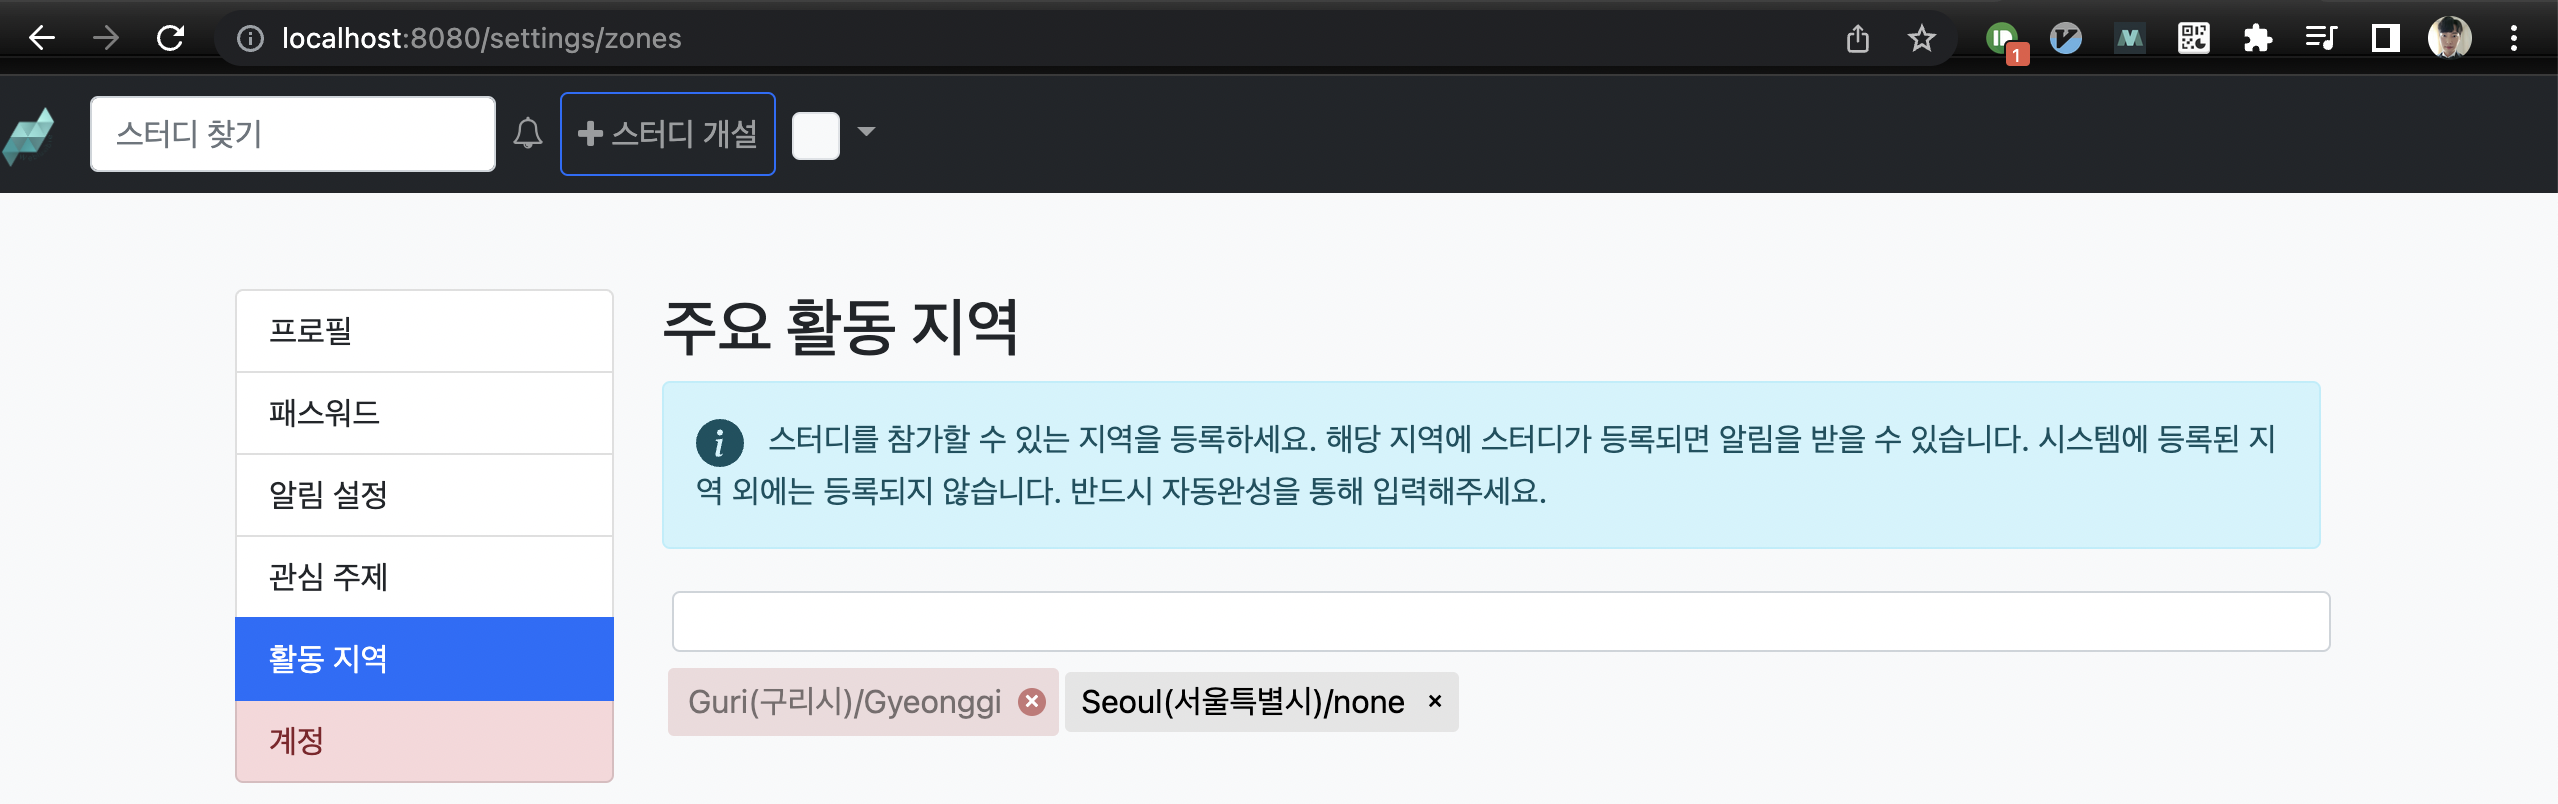 localhost:8080/settings/zones
1
스터디 찾기
스터디 개설
프로필
패스워드
알림 설정
관심 주제
활동 지역
계정
주요 활동 지역
스터디를 참가할 수 있는 지역을 등록하세요. 해당 지역에 스터디가 등록되면 알림을 받을 수 있습니다. 시스템에 등록된 지
역 외에는 등록되지 않습니다. 반드시 자동완성을 통해 입력해주세요.
Guri(구리시)/Gyeonggi × Seoul(서울특별시)/none ×